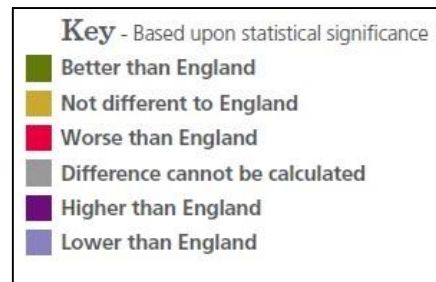 Key - Based upon statistical significance
Better than England
Not different to England
Worse than England
Difference cannot be calculated
Higher than England
Lower than England